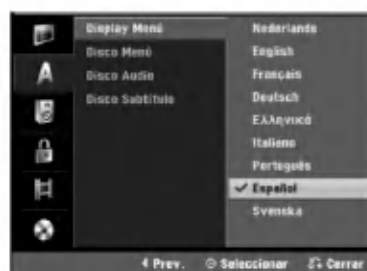 Display Menú
Disco Menú
Disco Audio
Disco Subtítulo
Nederlands
English
Français
Deutsch
Ελληνικά
Italiano
Português
Español
Svenska
Prev.
Seleccionar
Cerrar